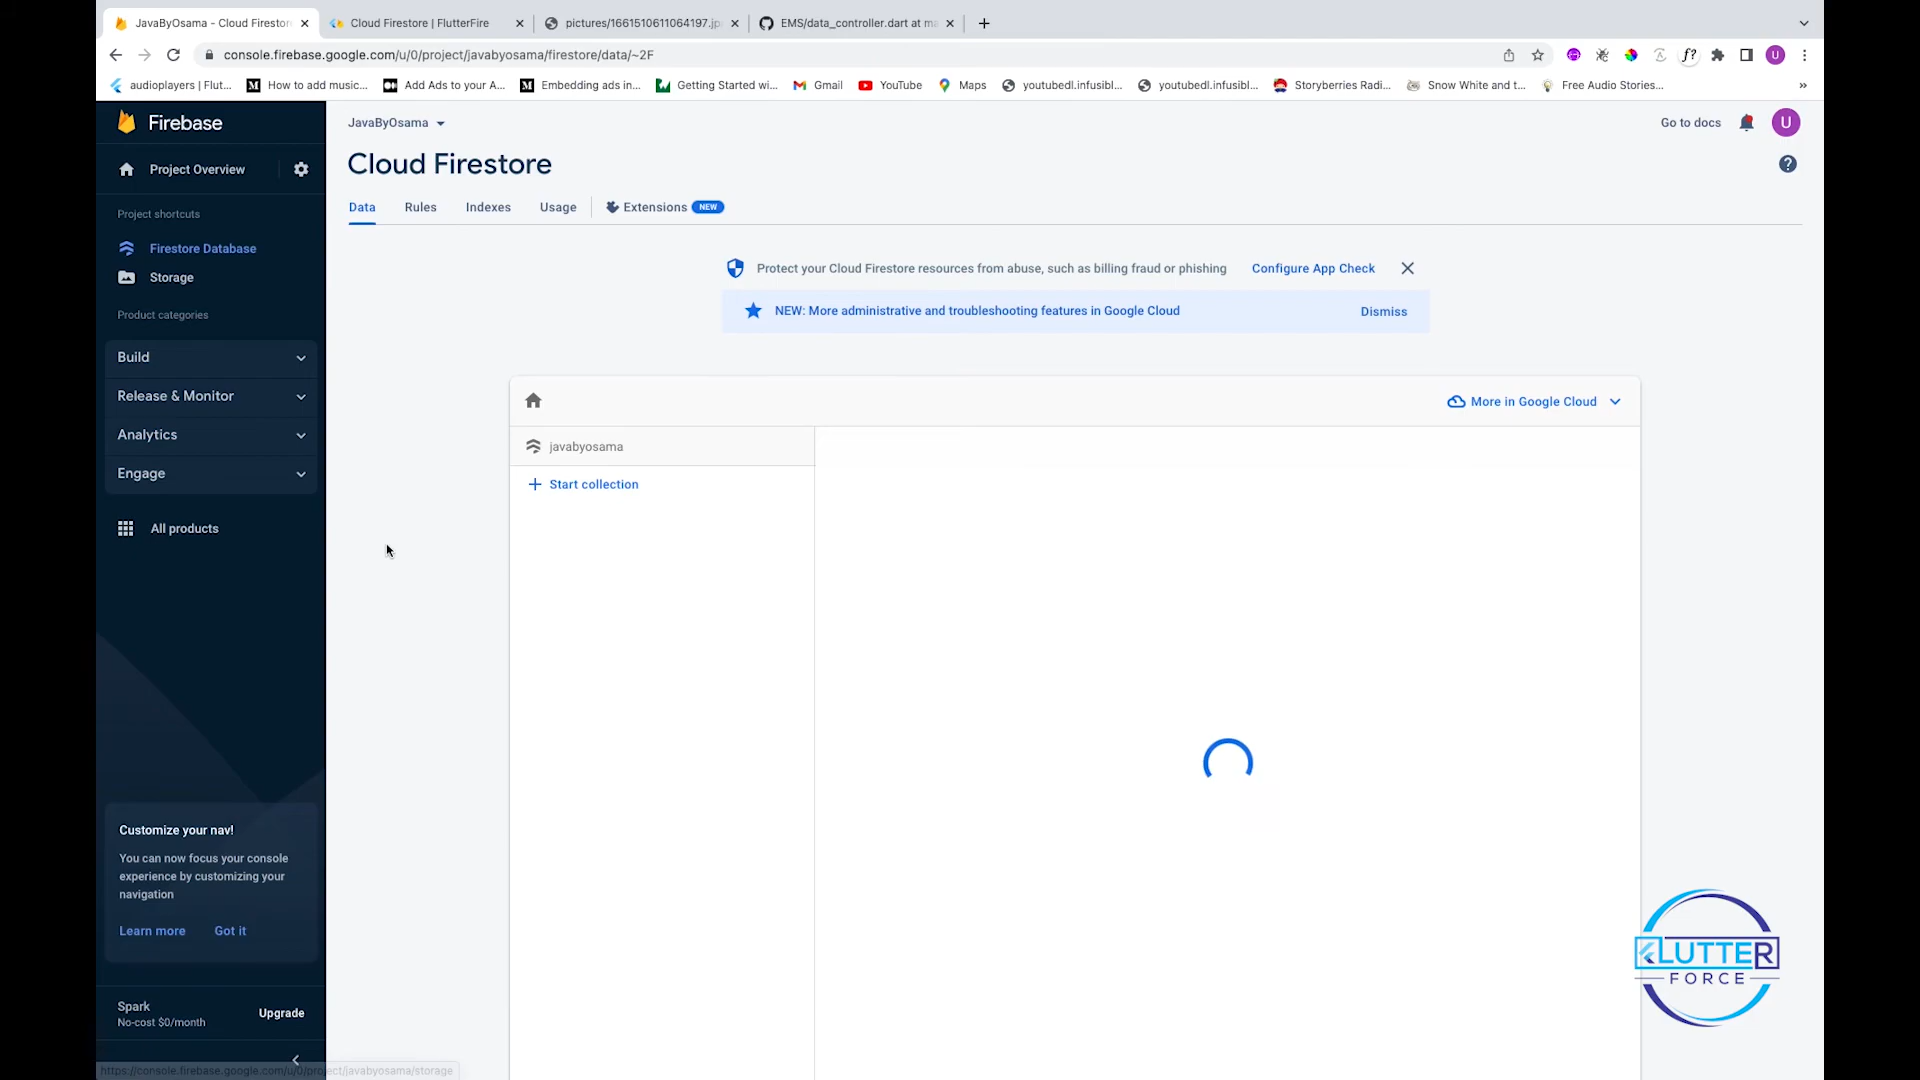 JavaByOsama - Cloud Firestore
Cloud Firestore | FlutterFire
pictures/1661510611064197.jp
EMS/data_controller.dart at ma
console.firebase.google.com/u/0/project/javabyosama/firestore/data/~2F
f?
U
audioplayers | Flut...
How to add music...
Add Ads to your A...
Embedding ads in...
Getting Started wi...
Gmail
YouTube
Maps
youtubedl.infusibl...
youtubedl.infusibl...
Storyberries Radi...
Snow White and t...
Free Audio Stories...
»
Firebase
JavaByOsama
Go to docs
U
Project Overview
Cloud Firestore
Project shortcuts
Data
Rules
Indexes
Usage
Extensions NEW
Firestore Database
Storage
Product categories
Protect your Cloud Firestore resources from abuse, such as billing fraud or phishing
Configure App Check
NEW: More administrative and troubleshooting features in Google Cloud
Dismiss
Build
Release & Monitor
Analytics
Engage
All products
More in Google Cloud
javabyosama
Start collection
Customize your nav!
You can now focus your console
experience by customizing your
navigation
Learn more
Got it
Spark
No-cost $0/month
Upgrade
https://console.firebase.google.com/u/0/project/javabyosama/storage
FLUTTER
FORCE